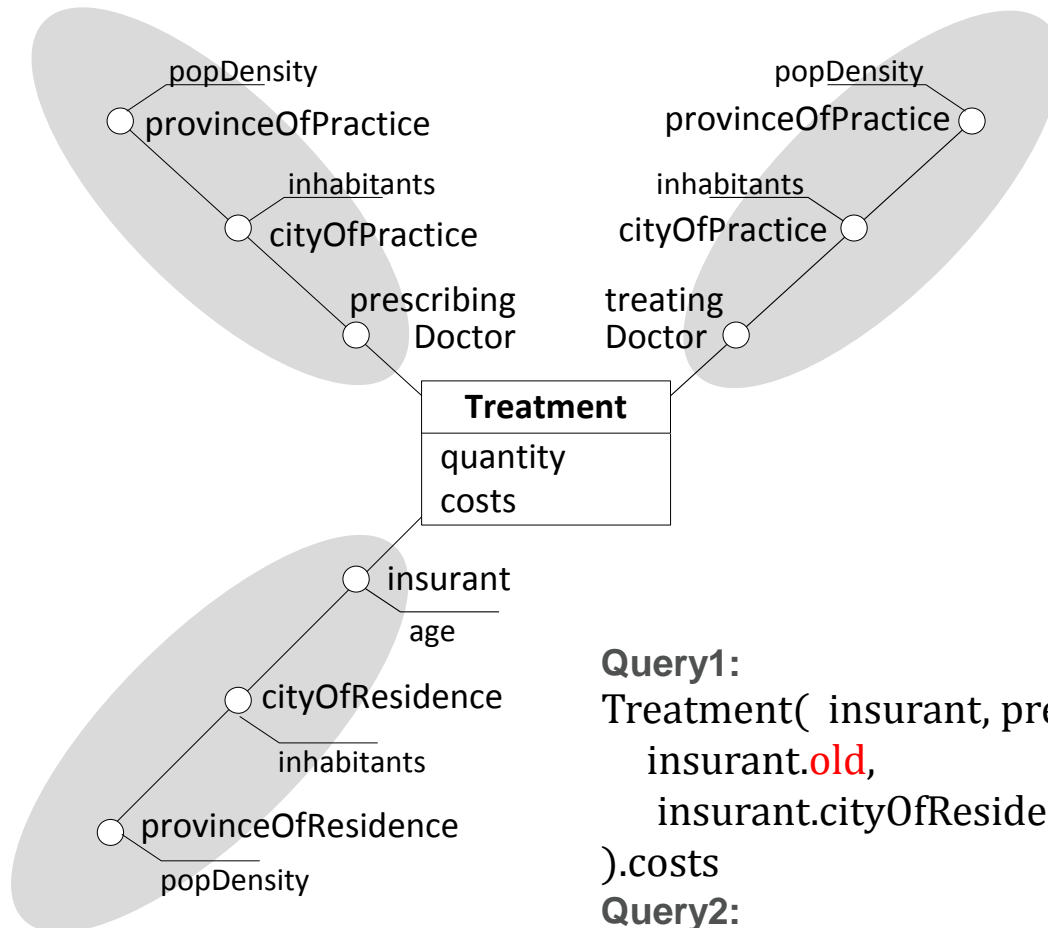 popDensity
provinceOfPractice
inhabitants
cityOfPractice
prescribing
Doctor
popDensity
provinceOfPractice
inhabitants
cityOfPractice
treating
Doctor
Treatment
quantity
costs
insurant
age
cityOfResidence
inhabitants
provinceOfResidence
popDensity
Query1:
Treatment( insurant, pre
insurant.old,
insurant.cityOfReside
).costs
Query2: